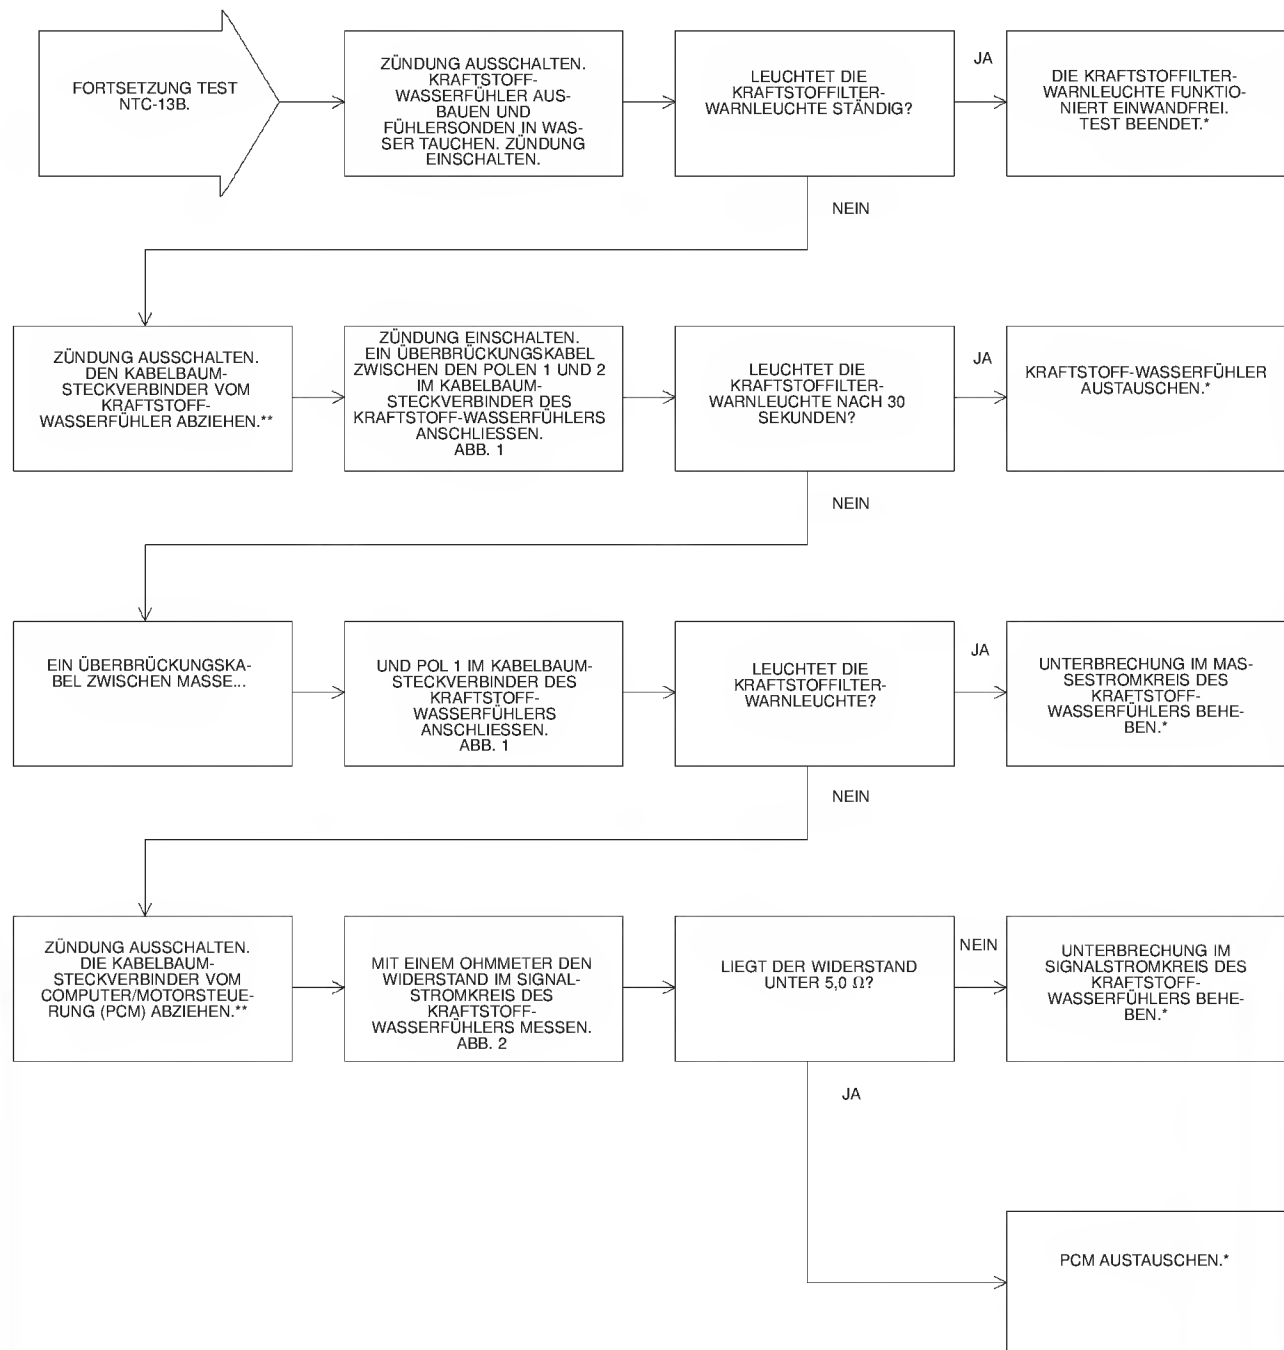 FORTSETZUNG TEST
NTC-13B.
ZÜNDUNG AUSSCHALTEN.
KRAFTSTOFF-
WASSERFÜHLER AUS-
BAUEN UND
FÜHLERSONDEN IN WAS-
SER TAUCHEN. ZÜNDUNG
EINSCHALTEN.
LEUCHTET DIE
KRAFTSTOFFILTER-
WARNLEUCHTE STÄNDIG?
JA
DIE KRAFTSTOFFILTER-
WARNLEUCHTE FUNKTIO-
NIERT EINWANDFREI.
TEST BEENDET.*
NEIN
ZÜNDUNG AUSSCHALTEN.
DEN KABELBAUM-
STECKVERBINDER VOM
KRAFTSTOFF-
WASSERFÜHLER ABZIEHEN.**
ZÜNDUNG EINSCHALTEN.
EIN ÜBERBRÜCKUNGSKABEL
ZWISCHEN DEN POLEN 1 UND 2
IM KABELBAUM-
STECKVERBINDER DES
KRAFTSTOFF-WASSERFÜHLERS
ANSCHLIESSEN.
ABB. 1
LEUCHTET DIE
KRAFTSTOFFILTER-
WARNLEUCHTE NACH 30
SEKUNDEN?
JA
KRAFTSTOFF-WASSERFÜHLER
AUSTAUSCHEN.*
NEIN
EIN ÜBERBRÜCKUNGSKA-
BEL ZWISCHEN MASSE...
UND POL 1 IM KABELBAUM-
STECKVERBINDER DES
KRAFTSTOFF-
WASSERFÜHLERS
ANSCHLIESSEN.
ABB. 1
LEUCHTET DIE
KRAFTSTOFFILTER-
WARNLEUCHTE?
JA
UNTERBRECHUNG IM MAS-
SESTROMKREIS DES
KRAFTSTOFF-
WASSERFÜHLERS BEHE-
BEN.*
NEIN
ZÜNDUNG AUSSCHALTEN.
DIE KABELBAUM-
STECKVERBINDER VOM
COMPUTER/MOTORSTEUE-
RUNG (PCM) ABZIEHEN.**
MIT EINEM OHMMETER DEN
WIDERSTAND IM SIGNAL-
STROMKREIS DES
KRAFTSTOFF-
WASSERFÜHLERS MESSEN.
ABB. 2
LIEGT DER WIDERSTAND
UNTER 5,0 Ω?
NEIN
UNTERBRECHUNG IM
SIGNALSTROMKREIS DES
KRAFTSTOFF-
WASSERFÜHLERS BEHE-
BEN.*
JA
PCM AUSTAUSCHEN.*